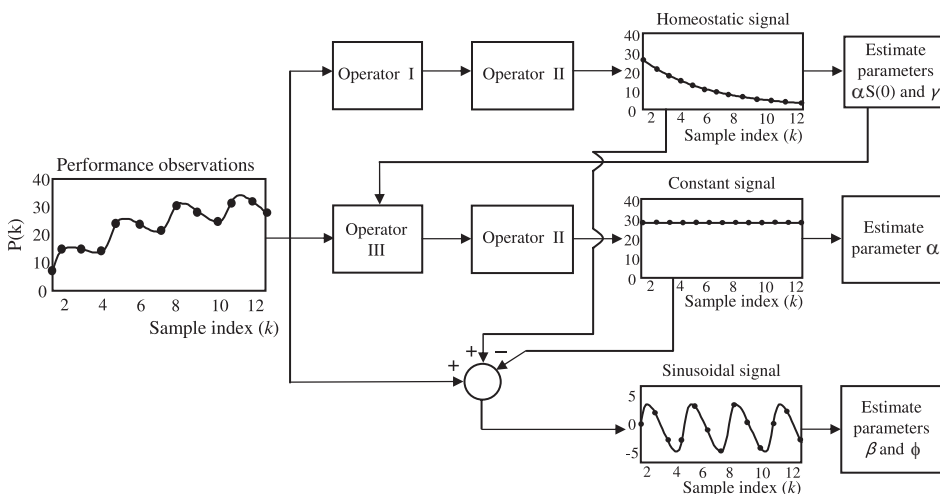 Homeostatic signal
40
30
20
10
0
2 4 6 8 10 12
Sample index (k)
Operator I
Operator II
Estimate
parameters
αS(0) and γ
Performance observations
P(k)
40
30
20
10
0
2 4 6 8 10 12
Sample index (k)
Operator
III
Operator II
Constant signal
40
30
20
10
0
2 4 6 8 10 12
Sample index (k)
Estimate
parameter α
+
+
−
Sinusoidal signal
5
0
-5
2 4 6 8 10 12
Sample index (k)
Estimate
parameters
β and ϕ